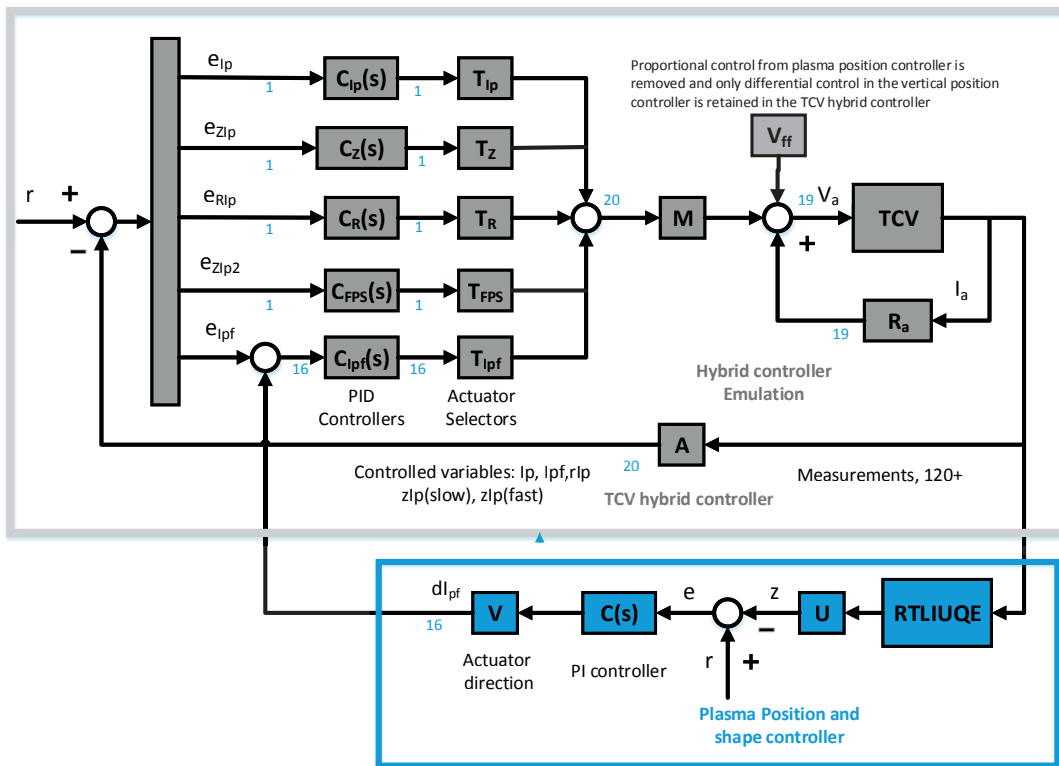 e_Ip
1
C_Ip(s)
1
T_Ip
Proportional control from plasma position controller is
removed and only differential control in the vertical position
controller is retained in the TCV hybrid controller
e_ZIp
1
C_Z(s)
1
T_Z
V_ff
r
+
−
e_RIp
1
C_R(s)
1
T_R
20
M
19
V_a
+
TCV
e_ZIp2
1
C_FPS(s)
1
T_FPS
I_a
R_a
19
e_Ipf
16
C_Ipf(s)
16
T_Ipf
Hybrid controller
Emulation
PID
Controllers
Actuator
Selectors
A
20
Controlled variables: Ip, Ipf,rIp
zIp(slow), zIp(fast)
Measurements, 120+
TCV hybrid controller
dI_pf
16
V
C(s)
e
z
−
U
RTLIUQE
Actuator
direction
PI controller
r
+
Plasma Position and
shape controller